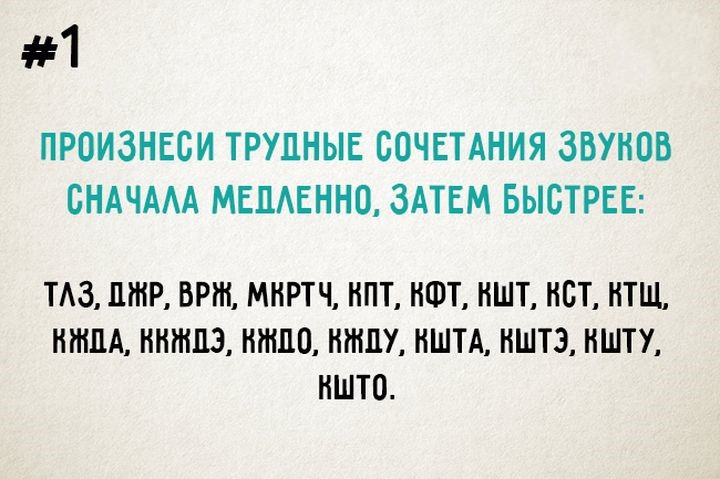 #1
ПРОИЗНЕСИ ТРУДНЫЕ СОЧЕТАНИЯ ЗВУКОВ
СНАЧАЛА МЕДЛЕННО, ЗАТЕМ БЫСТРЕЕ:
ТЛЗ, ДЖР, ВРЖ, МКРТЧ, КПТ, КФТ, КШТ, КСТ, КТЩ,
КЖДА, ККЖДЭ, КЖДО, КЖДУ, КШТА, КШТЭ, КШТУ,
КШТО.